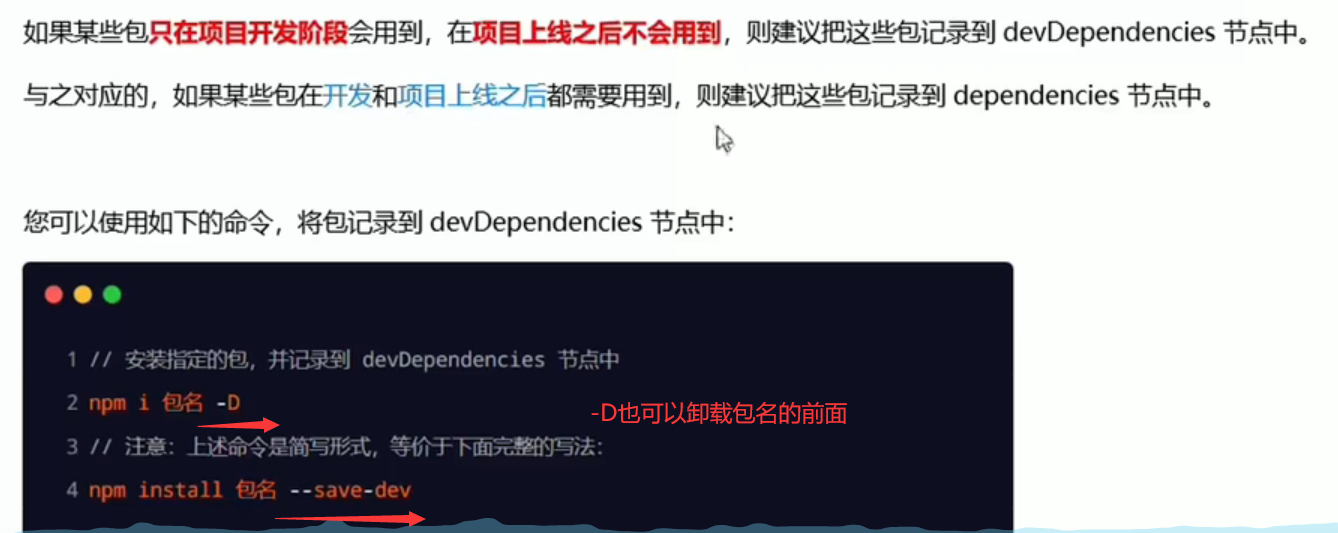 如果某些包只在项目开发阶段会用到，在项目上线之后不会用到，则建议把这些包记录到 devDependencies 节点中。
与之对应的，如果某些包在开发和项目上线之后都需要用到，则建议把这些包记录到 dependencies 节点中。
您可以使用如下的命令，将包记录到 devDependencies 节点中：
1 // 安装指定的包，并记录到 devDependencies 节点中
2 npm i 包名 -D
-D也可以卸载包名的前面
3 // 注意：上述命令是简写形式，等价于下面完整的写法：
4 npm install 包名 --save-dev